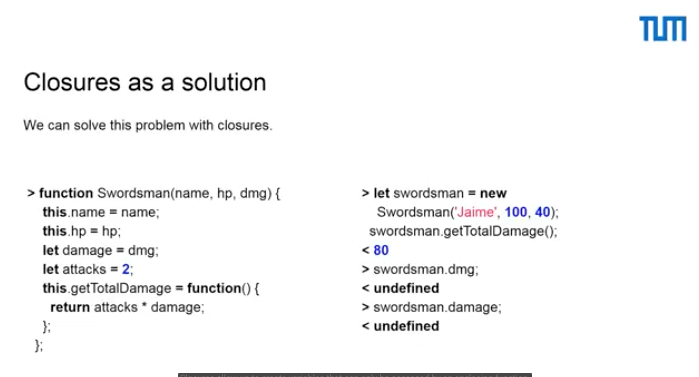 TUM
Closures as a solution
We can solve this problem with closures.
> function Swordsman(name, hp, dmg) {
this.name = name;
this.hp = hp;
let damage = dmg;
let attacks = 2;
this.getTotalDamage = function() {
return attacks * damage;
};
};
> let swordsman = new
Swordsman('Jaime', 100, 40);
swordsman.getTotalDamage();
< 80
> swordsman.dmg;
< undefined
> swordsman.damage;
< undefined